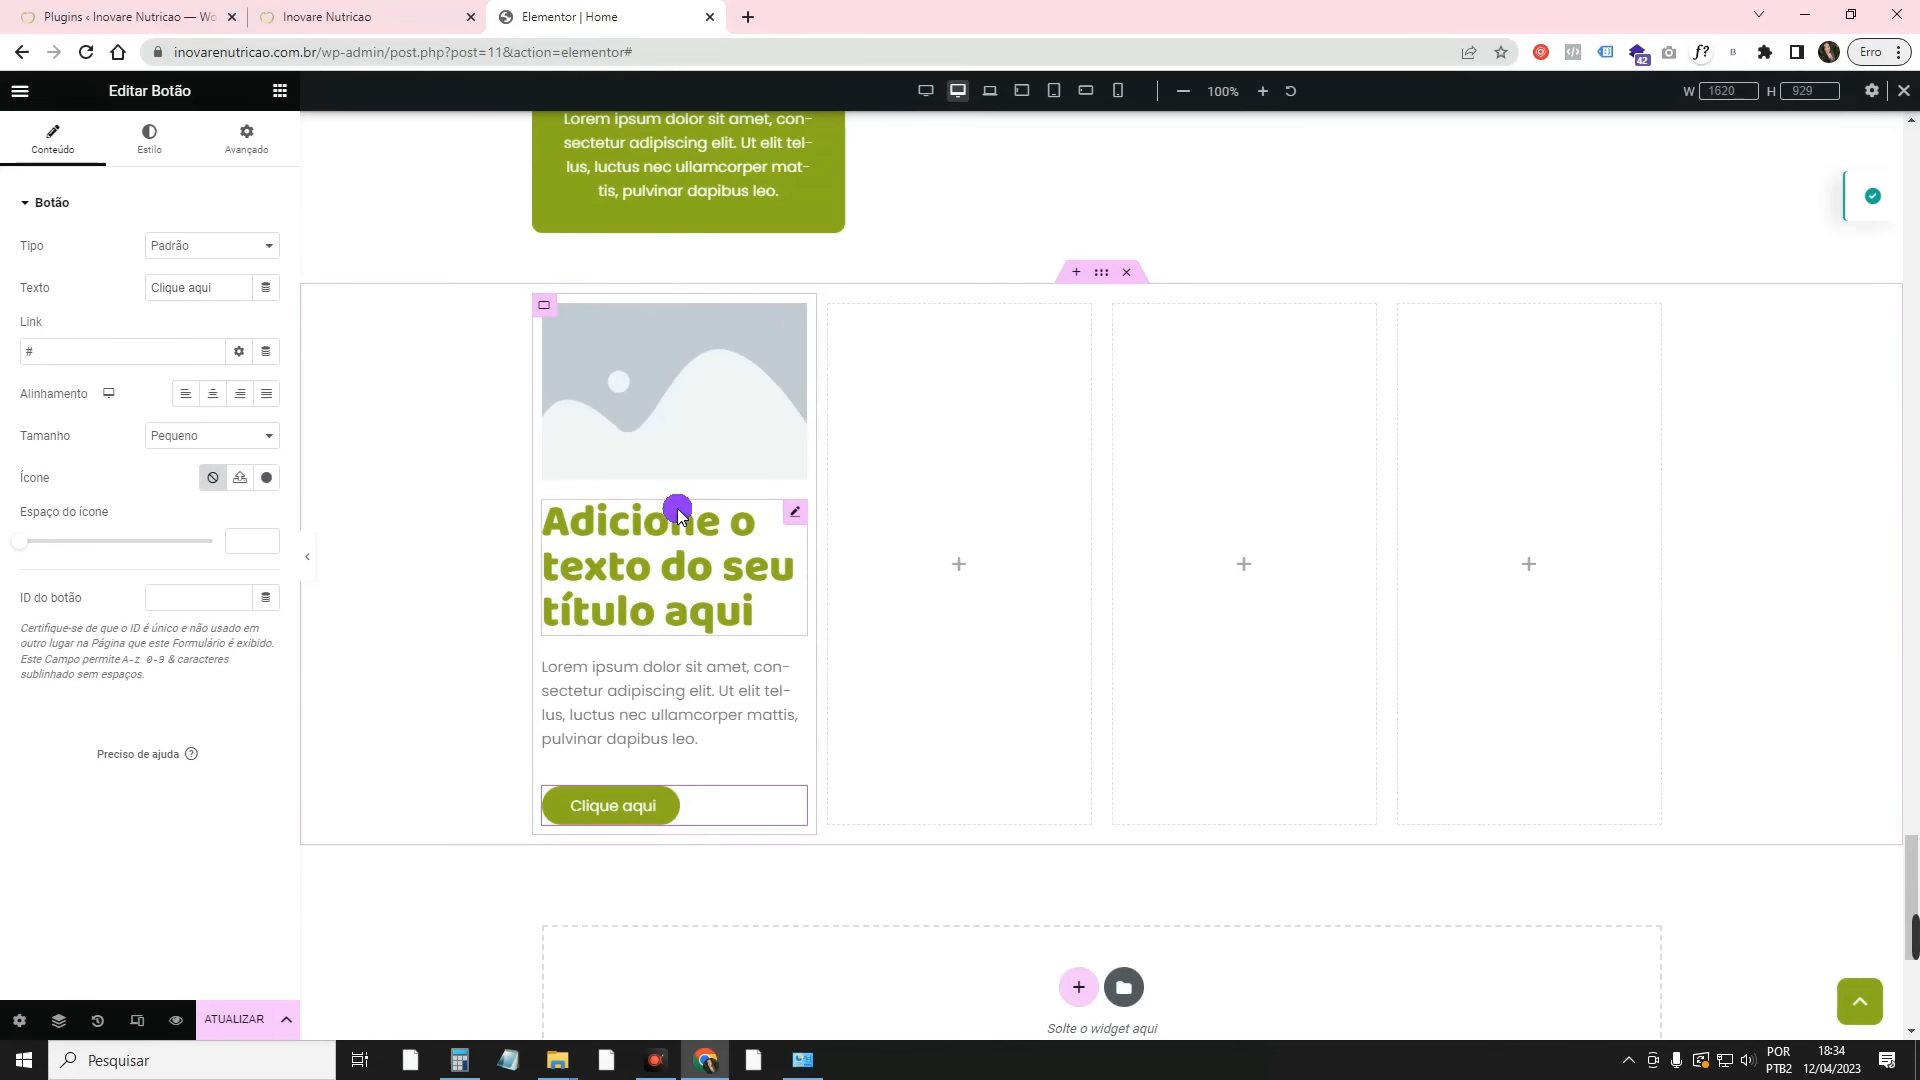 Plugins ‹ Inovare Nutricao — Wo
Inovare Nutricao
Elementor | Home
inovarenutricao.com.br/wp-admin/post.php?post=11&action=elementor#
42
f?
B
Erro
Editar Botão
100%
W 1620
H 929
Conteúdo
Estilo
Avançado
Botão
Tipo
Padrão
Texto
Clique aqui
Link
#
Alinhamento
Tamanho
Pequeno
Ícone
Espaço do ícone
ID do botão
Certifique-se de que o ID é único e não usado em
outro lugar na Página que este Formulário é exibido.
Este Campo permite A-z 0-9 & caracteres
sublinhado sem espaços.
Preciso de ajuda
ATUALIZAR
Lorem ipsum dolor sit amet, con-
sectetur adipiscing elit. Ut elit tel-
lus, luctus nec ullamcorper mat-
tis, pulvinar dapibus leo.
Adicione o
texto do seu
título aqui
Lorem ipsum dolor sit amet, con-
sectetur adipiscing elit. Ut elit tel-
lus, luctus nec ullamcorper mattis,
pulvinar dapibus leo.
Clique aqui
Solte o widget aqui
Pesquisar
POR
PTB2
18:34
12/04/2023